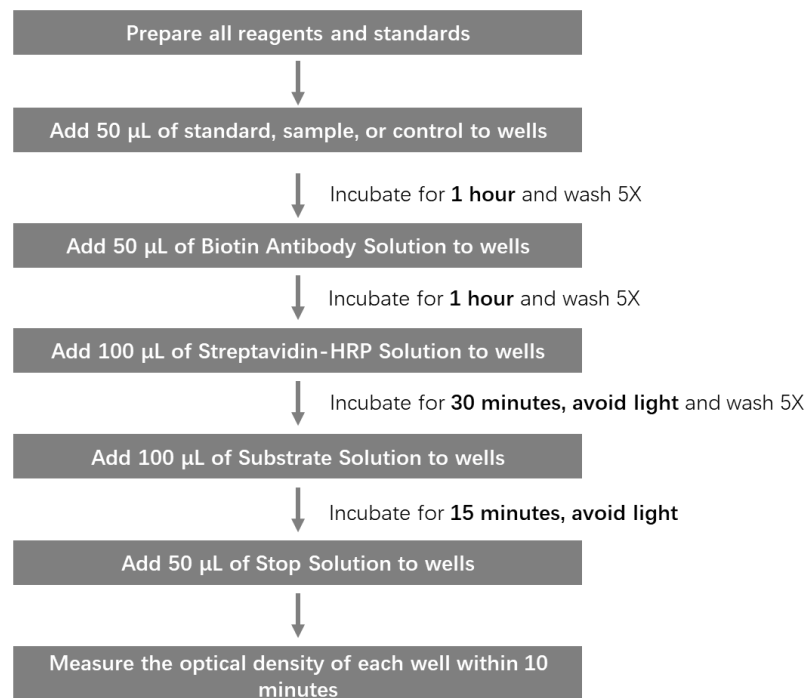 Prepare all reagents and standards
Add 50 μL of standard, sample, or control to wells
Incubate for 1 hour and wash 5X
Add 50 μL of Biotin Antibody Solution to wells
Incubate for 1 hour and wash 5X
Add 100 μL of Streptavidin-HRP Solution to wells
Incubate for 30 minutes, avoid light and wash 5X
Add 100 μL of Substrate Solution to wells
Incubate for 15 minutes, avoid light
Add 50 μL of Stop Solution to wells
Measure the optical density of each well within 10
minutes